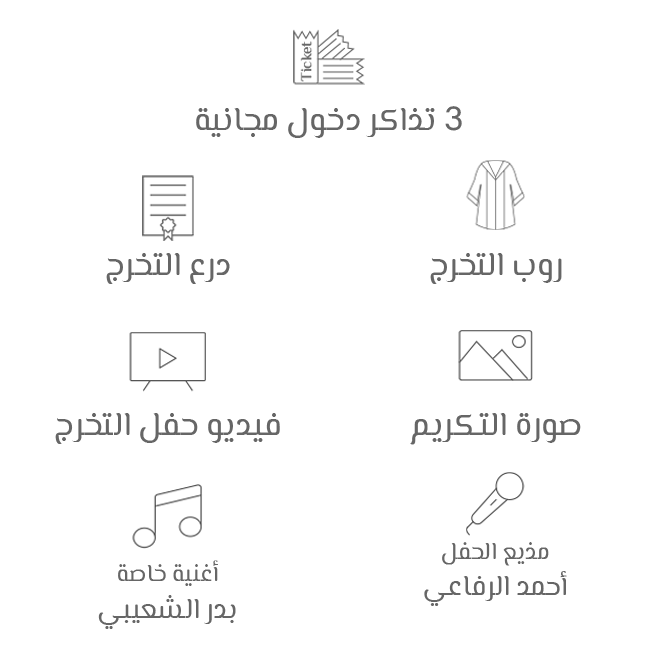 Ticket
3 تذاكر دخول مجانية
روب التخرج
درع التخرج
صورة التكريم
فيديو حفل التخرج
مذيع الحفل
أحمد الرفاعي
أغنية خاصة
بدر الشعيبي